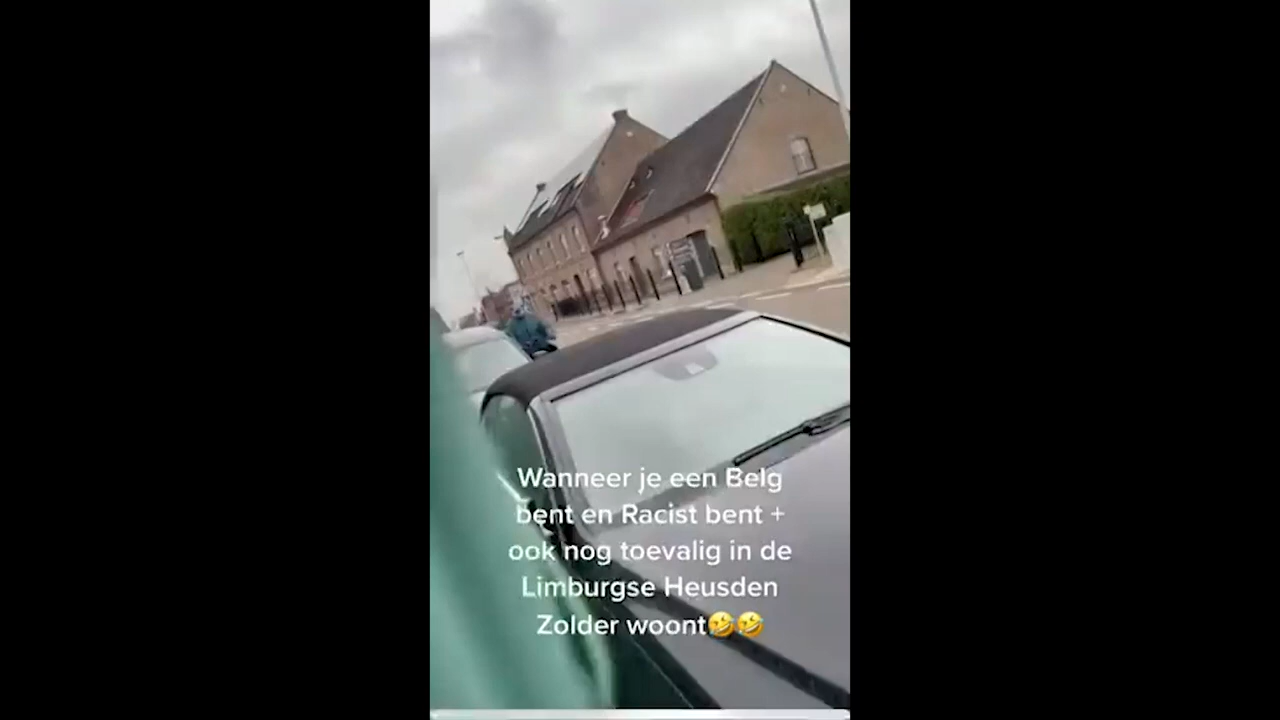 Wanneer je een Belg
bent en Racist bent +
ook nog toevalig in de
Limburgse Heusden
Zolder woont🤣🤣